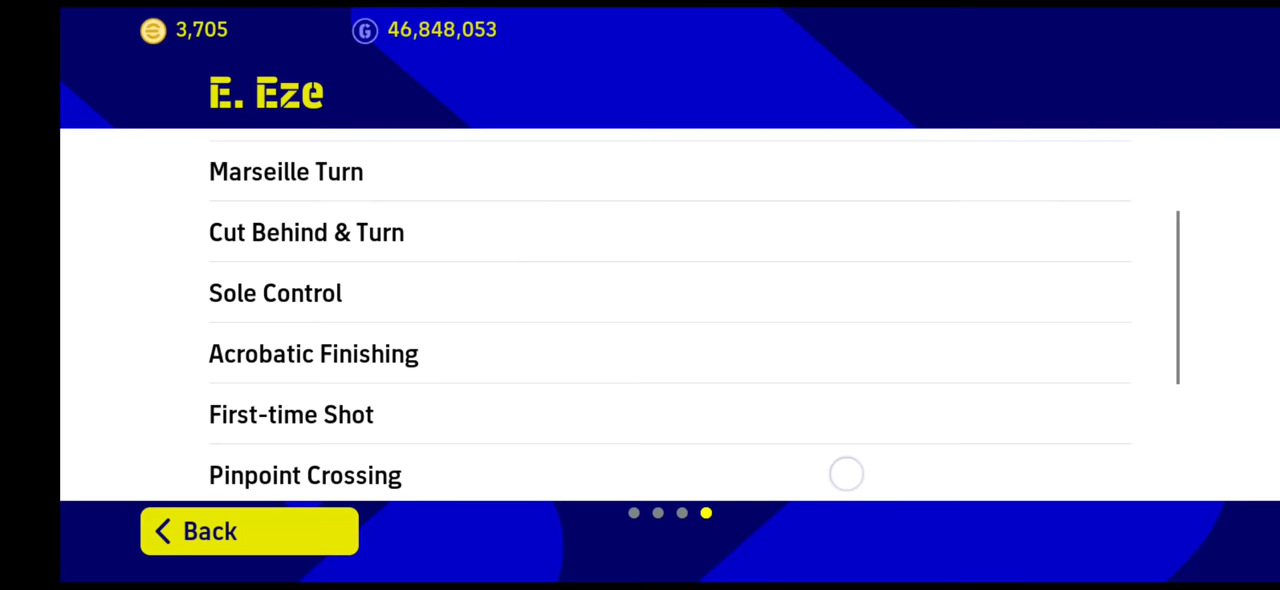 3,705
46,848,053
E. Eze
Marseille Turn
Cut Behind & Turn
Sole Control
Acrobatic Finishing
First-time Shot
Pinpoint Crossing
Back